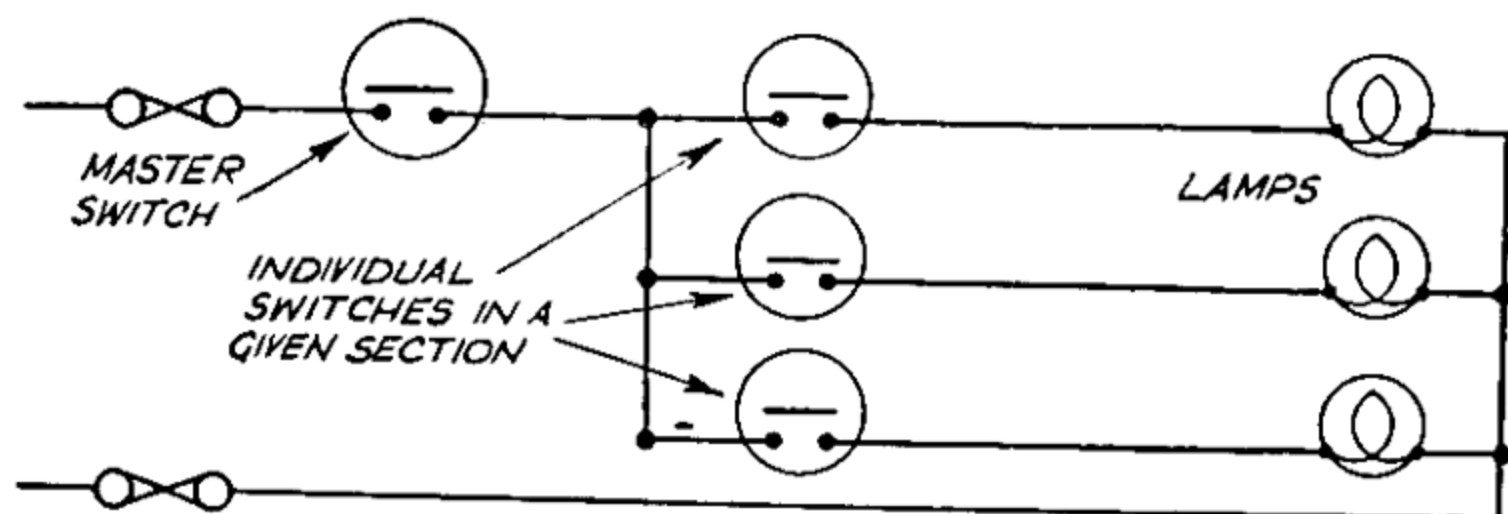 MASTER
SWITCH
LAMPS
INDIVIDUAL
SWITCHES IN A
GIVEN SECTION